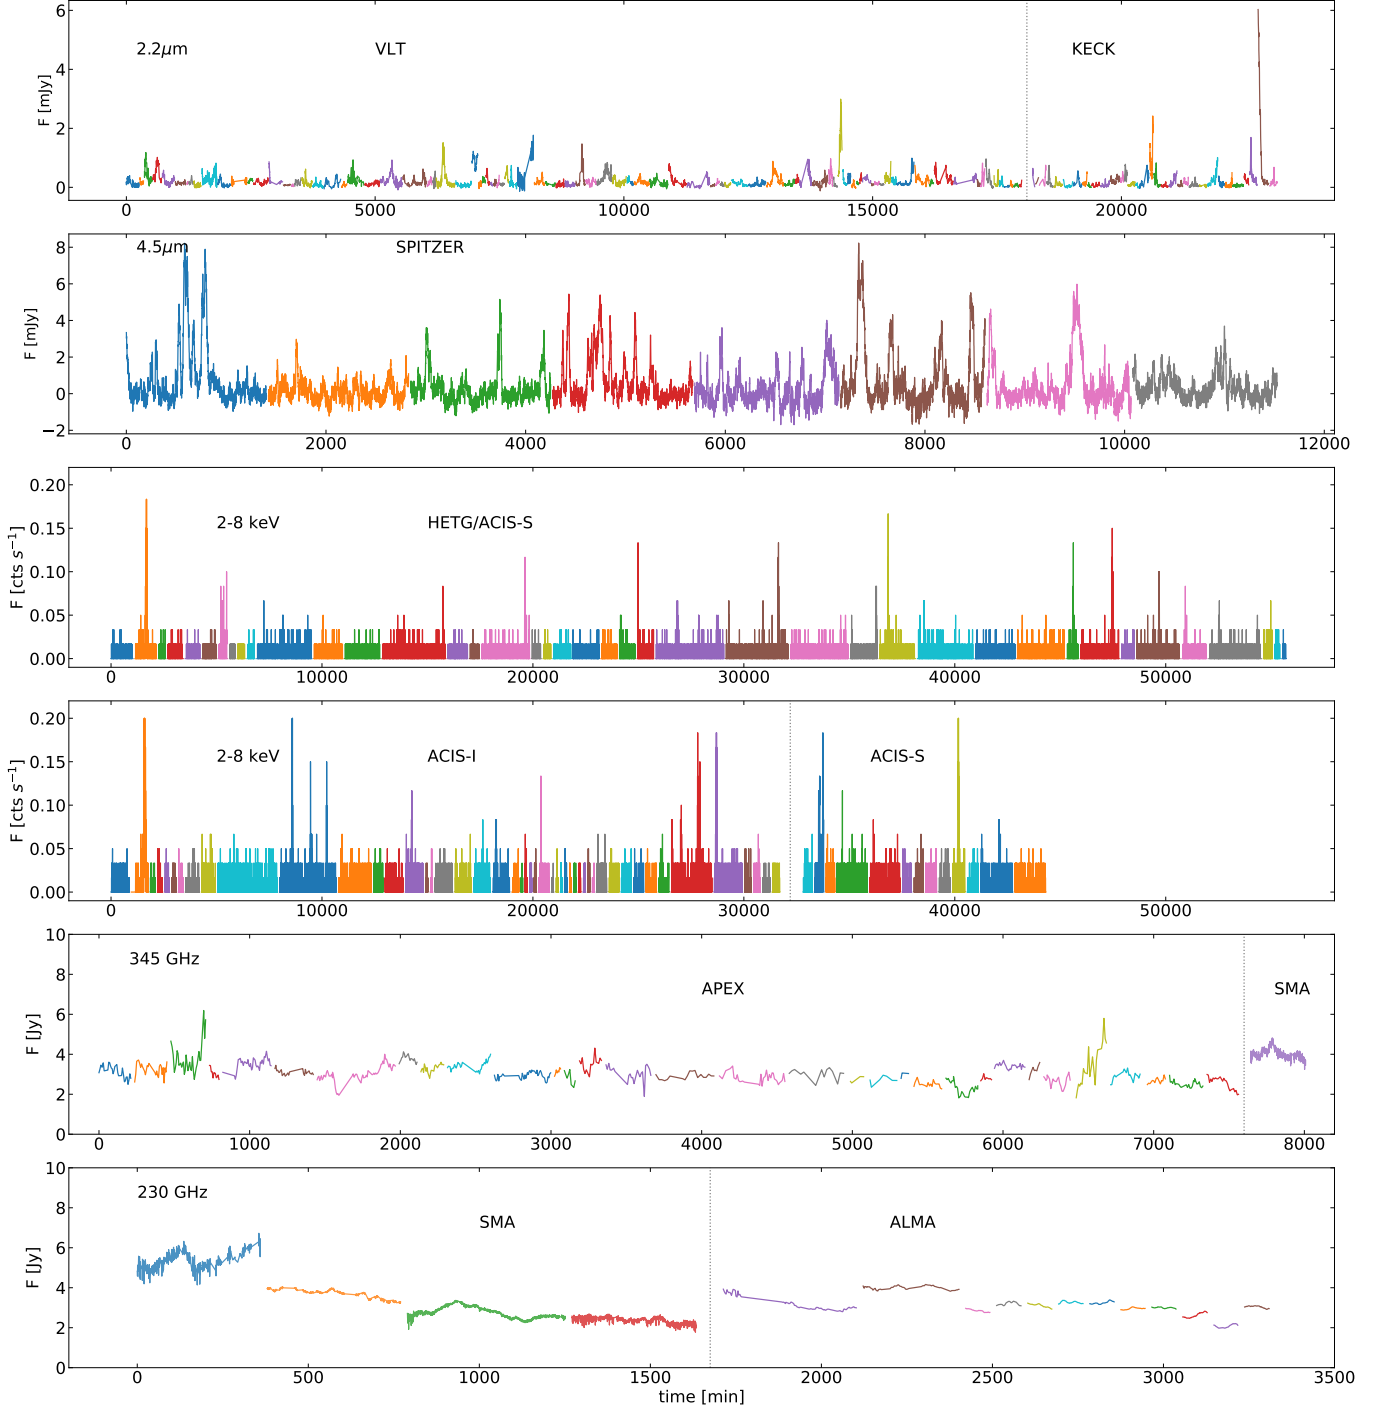 2.2μm VLT KECK
F [mJy]
6
4
2
0
0 5000 10000 15000 20000
4.5μm SPITZER
F [mJy]
8
6
4
2
0
−2
0 2000 4000 6000 8000 10000 12000
2-8 keV HETG/ACIS-S
F [cts s⁻¹]
0.20
0.15
0.10
0.05
0.00
0 10000 20000 30000 40000 50000
2-8 keV ACIS-I ACIS-S
F [cts s⁻¹]
0.20
0.15
0.10
0.05
0.00
0 10000 20000 30000 40000 50000
345 GHz APEX SMA
F [Jy]
10
8
6
4
2
0
0 1000 2000 3000 4000 5000 6000 7000 8000
230 GHz SMA ALMA
F [Jy]
10
8
6
4
2
0
0 500 1000 1500 2000 2500 3000 3500
time [min]